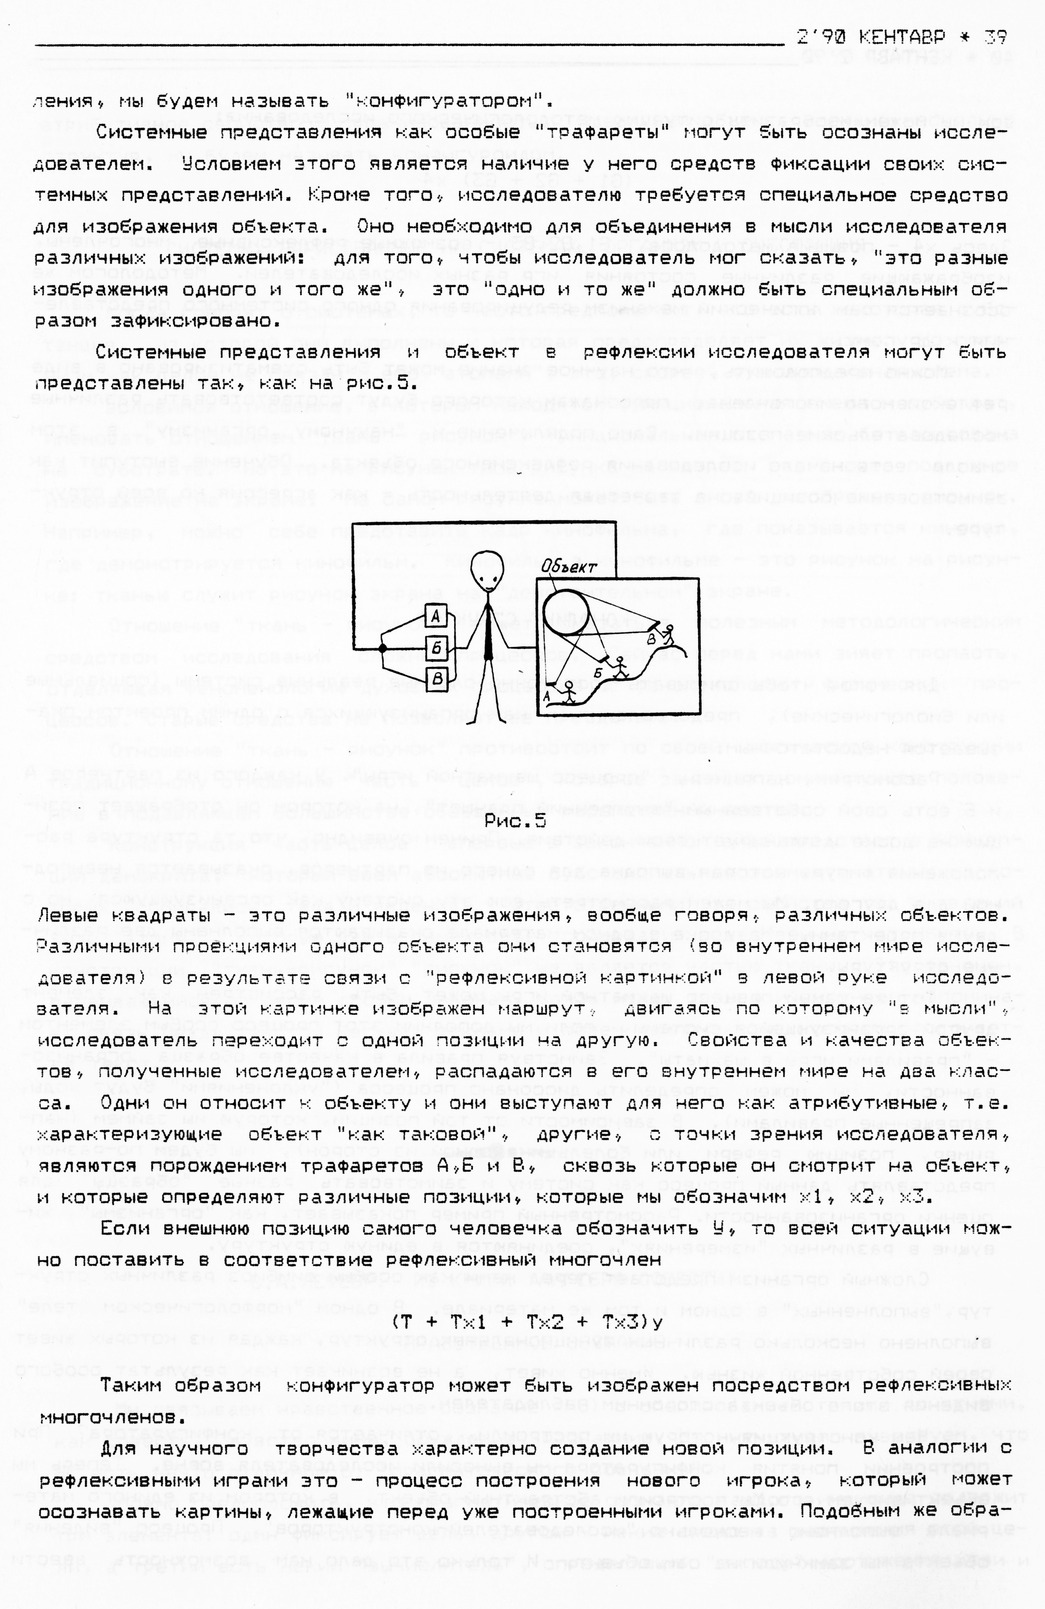 2'90 КЕНТАВР * 39
ления, мы будем называть "конфигуратором".
Системные представления как особые "трафареты" могут быть осознаны иссле-
дователем. Условием этого является наличие у него средств фиксации своих сис-
темных представлений. Кроме того, исследователю требуется специальное средство
для изображения объекта. Оно необходимо для объединения в мысли исследователя
различных изображений: для того, чтобы исследователь мог сказать, "это разные
изображения одного и того же", это "одно и то же" должно быть специальным об-
разом зафиксировано.
Системные представления и объект в рефлексии исследователя могут быть
представлены так, как на рис.5.
Объект
А
Б
В
В
Б
А
Рис.5
Левые квадраты - это различные изображения, вообще говоря, различных объектов.
Различными проекциями одного объекта они становятся (во внутреннем мире иссле-
дователя) в результате связи с "рефлексивной картинкой" в левой руке исследо-
вателя. На этой картинке изображен маршрут, двигаясь по которому "в мысли",
исследователь переходит с одной позиции на другую. Свойства и качества объек-
тов, полученные исследователем, распадаются в его внутреннем мире на два клас-
са. Одни он относит к объекту и они выступают для него как атрибутивные, т.е.
характеризующие объект "как таковой", другие, с точки зрения исследователя,
являются порождением трафаретов А,Б и В, сквозь которые он смотрит на объект,
и которые определяют различные позиции, которые мы обозначим x1, x2, x3.
Если внешнюю позицию самого человечка обозначить У, то всей ситуации мож-
но поставить в соответствие рефлексивный многочлен
(Т + Тx1 + Тx2 + Тx3)у
Таким образом конфигуратор может быть изображен посредством рефлексивных
многочленов.
Для научного творчества характерно создание новой позиции. В аналогии с
рефлексивными играми это - процесс построения нового игрока, который может
осознавать картины, лежащие перед уже построенными игроками. Подобным же обра-